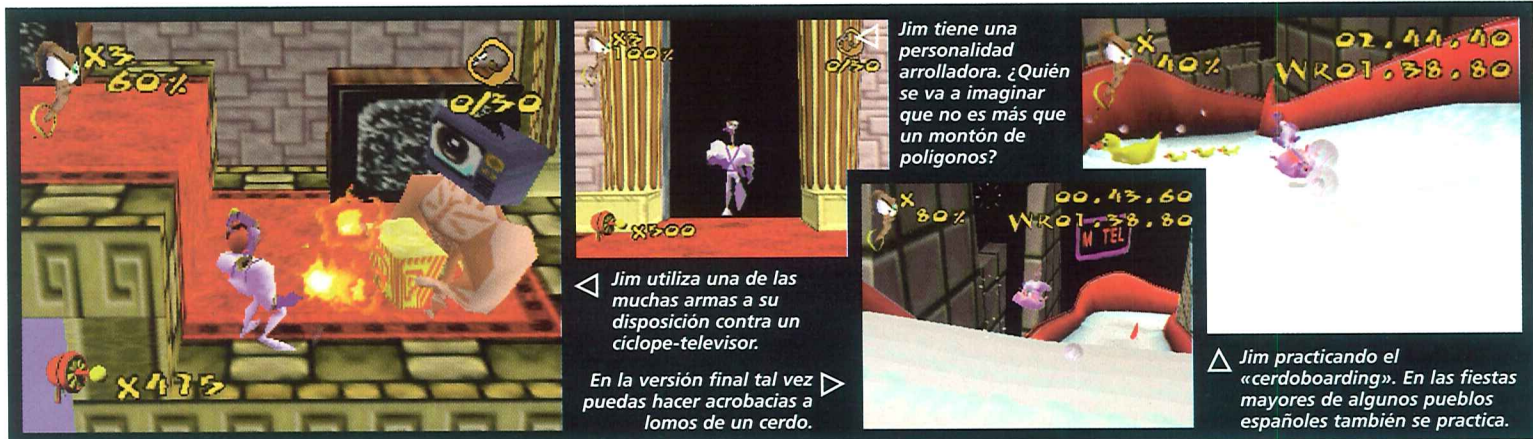 X3
60%
0/30
X475
X3
100%
0/30
X300
Jim tiene una
personalidad
arrolladora. ¿Quién
se va a imaginar
que no es más que
un montón de
poligonos?
X
40%
02.44.40
WR01.38.80
Jim utiliza una de las
muchas armas a su
disposición contra un
ciclope-televisor.
En la versión final tal vez
puedas hacer acrobacias a
lomos de un cerdo.
X
80%
00.43.60
WR01.38.80
M TEL
Jim practicando el
«cerdoboarding». En las fiestas
mayores de algunos pueblos
españoles también se practica.